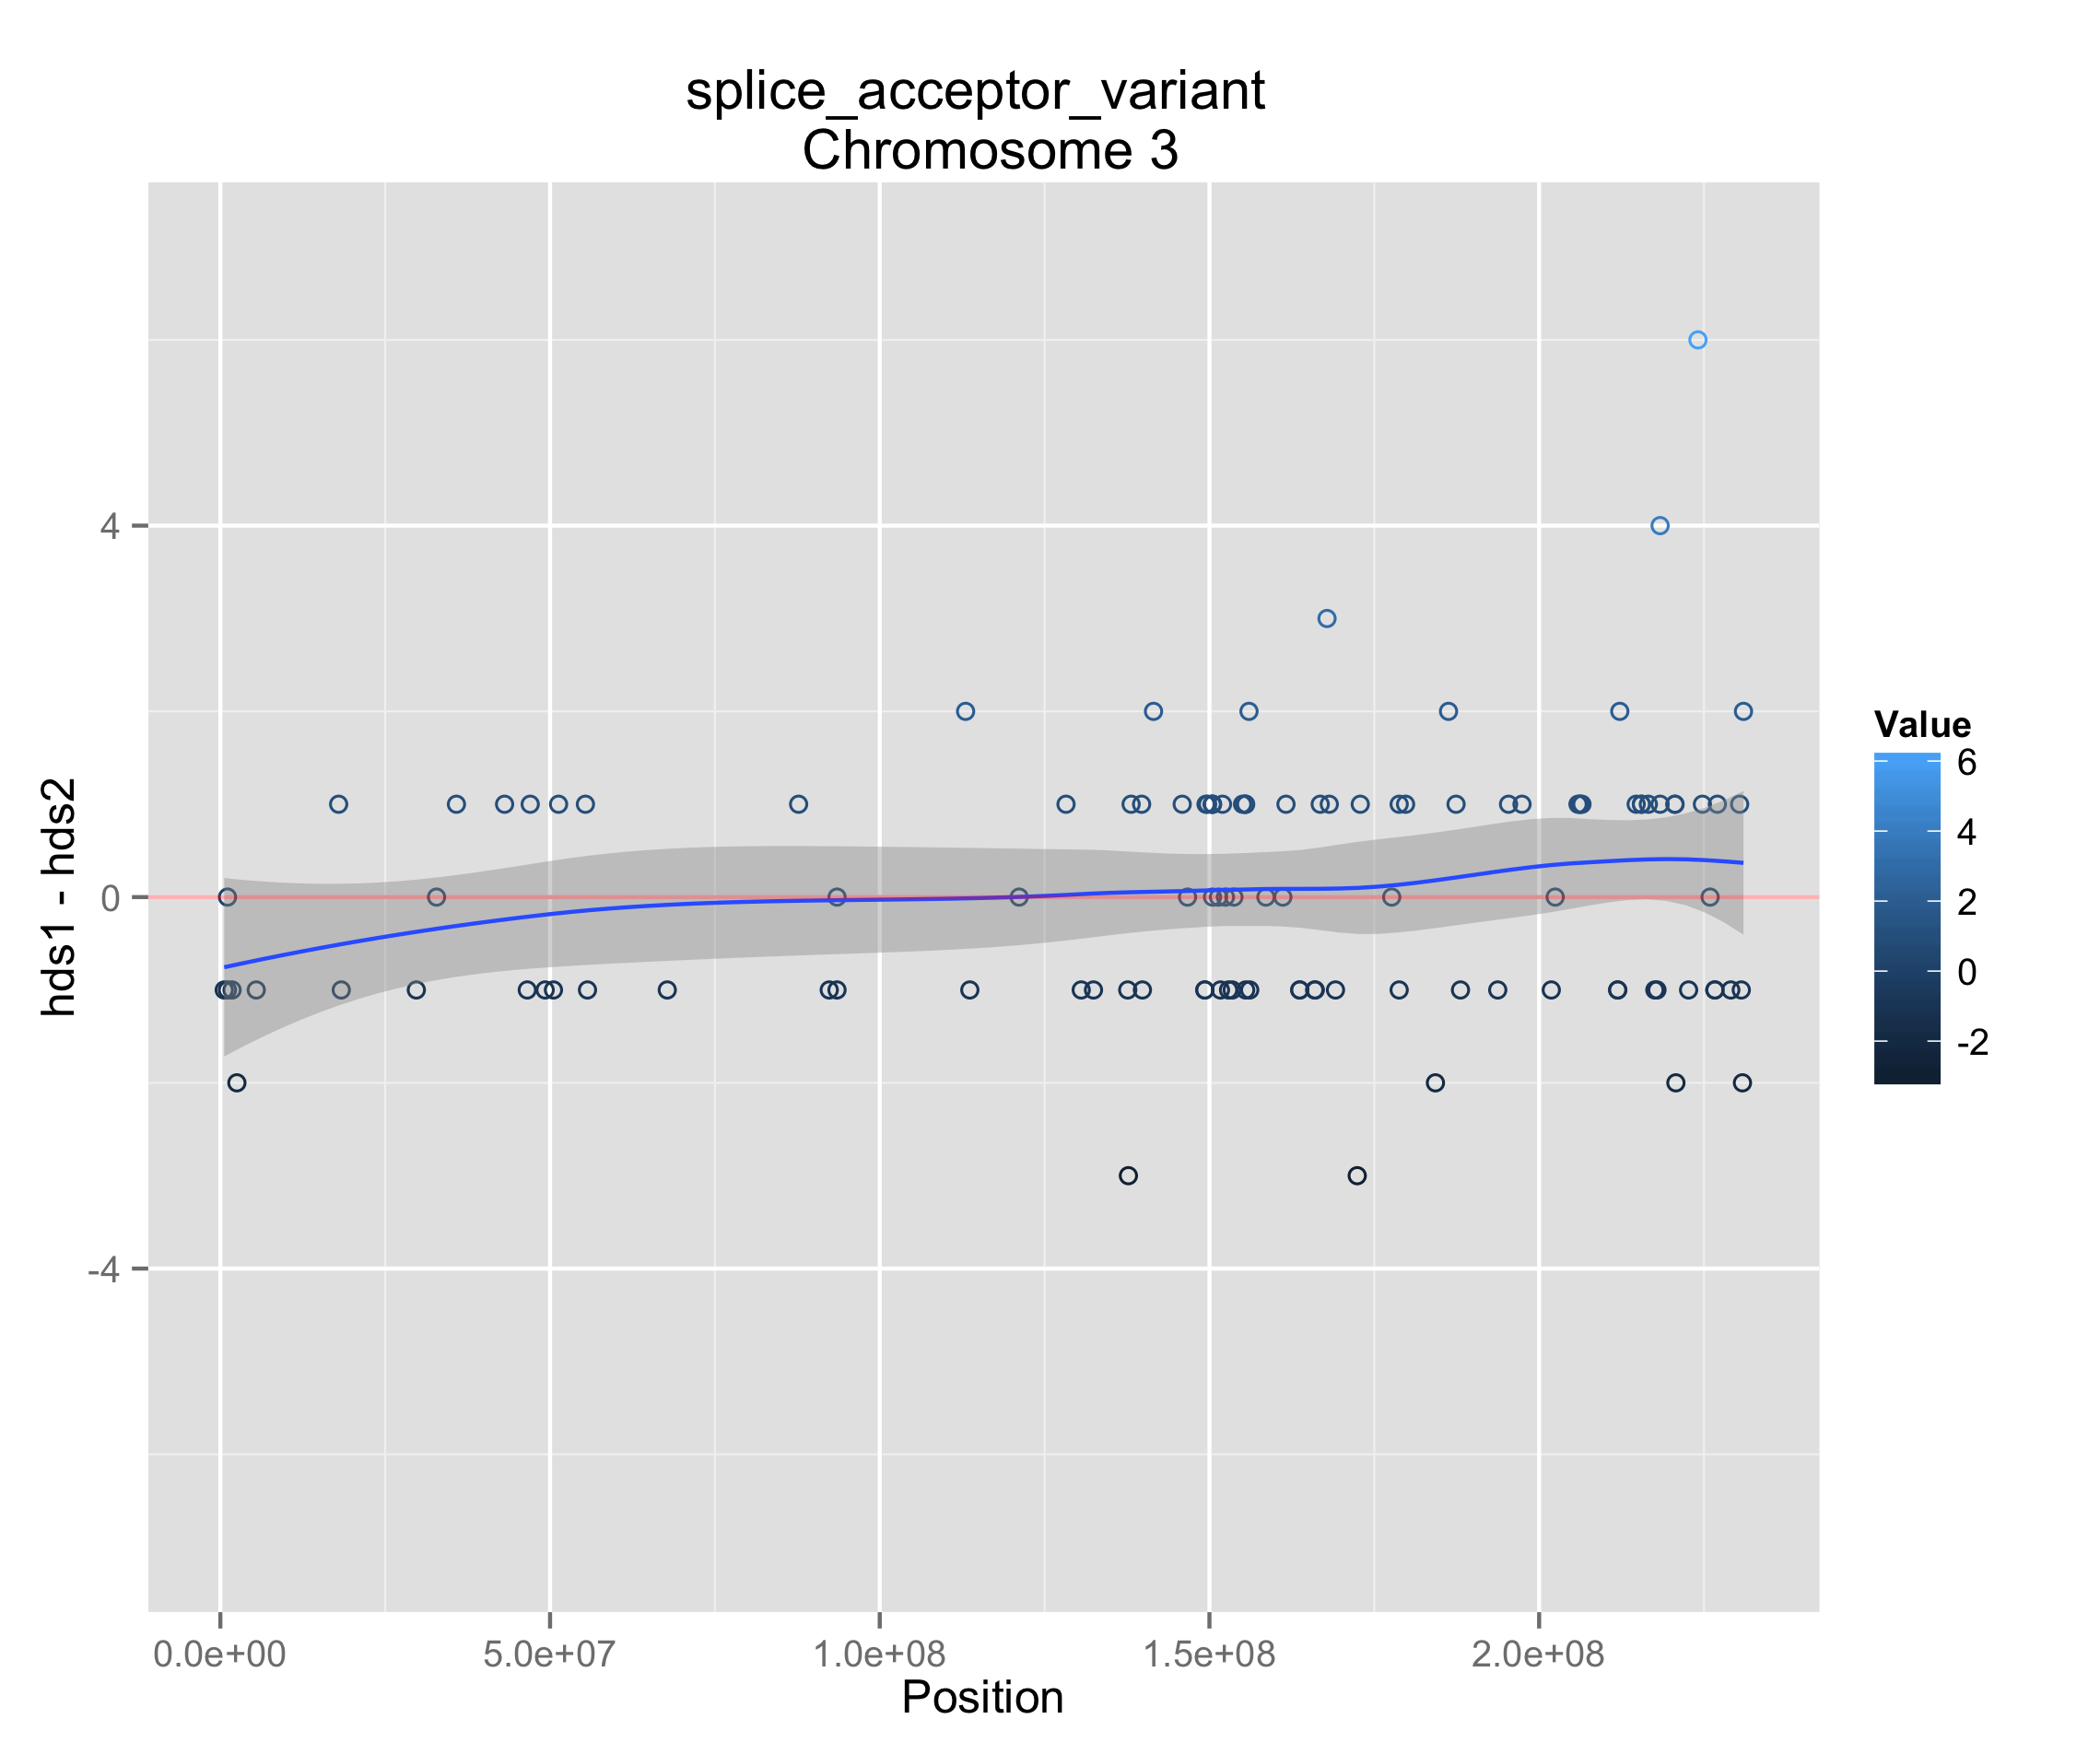 splice_acceptor_variant
Chromosome 3
hds1 - hds2
4
0
-4
0.0e+00
5.0e+07
1.0e+08
1.5e+08
2.0e+08
Position
Value
6
4
2
0
-2